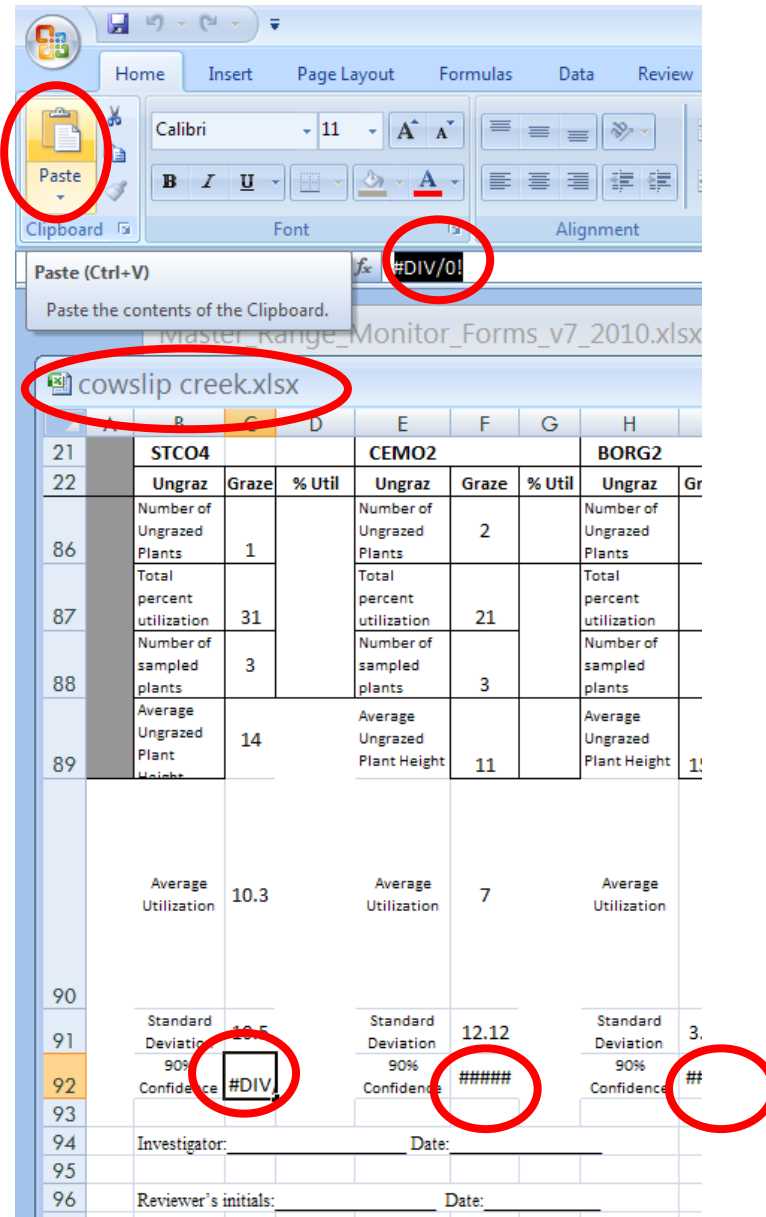 Home Insert Page Layout Formulas Data Review
Calibri 11 A A
Paste B I U A
Clipboard Font Alignment
Paste (Ctrl+V) fx #DIV/0!
Paste the contents of the Clipboard.
Master_Range_Monitor_Forms_v7_2010.xlsx
cowslip creek.xlsx
A B C D E F G H
21 STCO4 CEMO2 BORG2
22 Ungraz Graze % Util Ungraz Graze % Util Ungraz Gr
Number of Number of Number of
Ungrazed Ungrazed Ungrazed
86 Plants 1 Plants 2 Plants
Total Total Total
percent percent percent
87 utilization 31 utilization 21 utilization
Number of Number of Number of
sampled sampled sampled
88 plants 3 plants 3 plants
Average Average Average
Ungrazed Ungrazed Ungrazed
89 Plant 14 Plant Height 11 Plant Height
Height
Average Average Average
90 Utilization 10.3 Utilization 7 Utilization
Standard Standard Standard
91 Deviation Deviation 12.12 Deviation 3.
90% 90% 90%
92 Confidence #DIV Confidence ##### Confidence ##
93
94 Investigator: Date:
95
96 Reviewer's initials: Date: